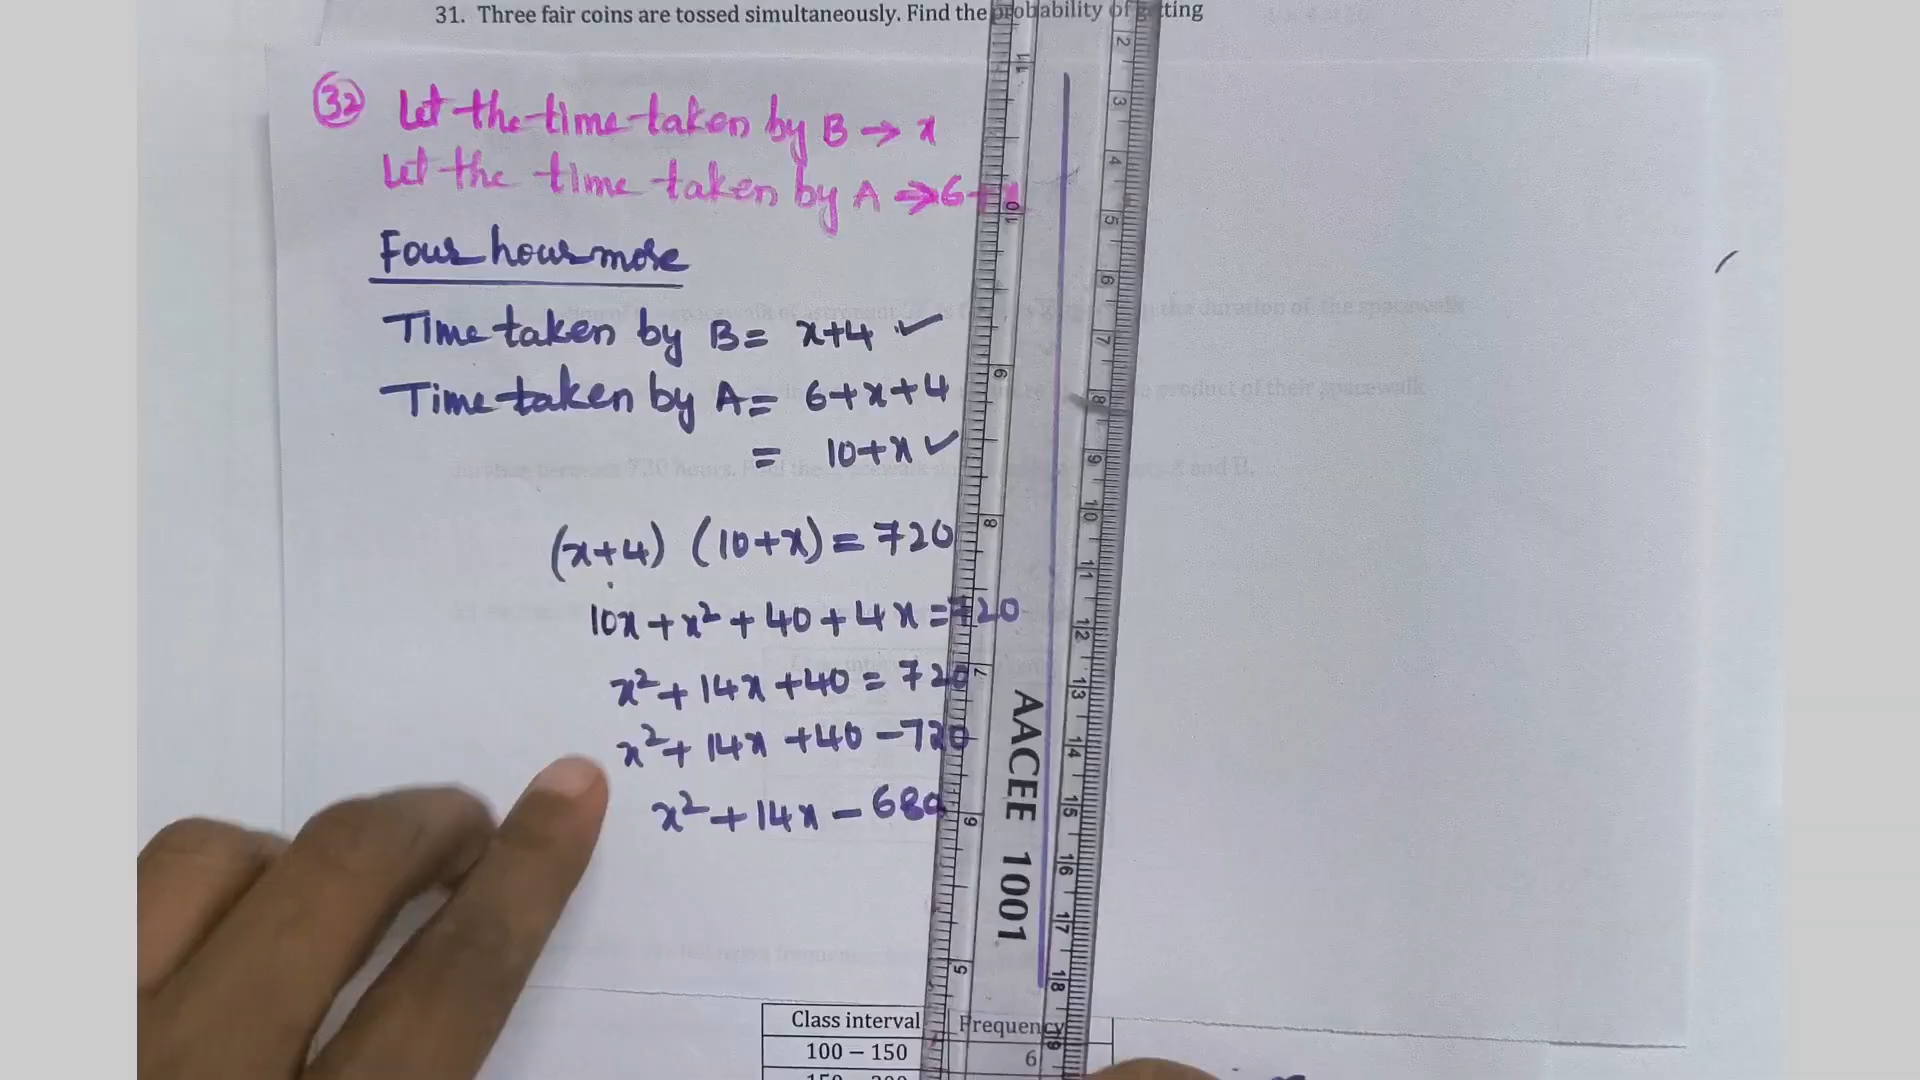 31. Three fair coins are tossed simultaneously. Find the probability of getting
32 Let the time taken by B → x
Let the time taken by A ⇒ 6+x
Four hour more
Time taken by B = x+4 ✓
Time taken by A = 6+x+4
= 10+x ✓
(x+4) (10+x) = 720
10x + x² + 40 + 4x = 720
x² + 14x + 40 = 720
x² + 14x + 40 - 720
x² + 14x - 680
AACEE 1001
Class interval Frequency
100 – 150 6